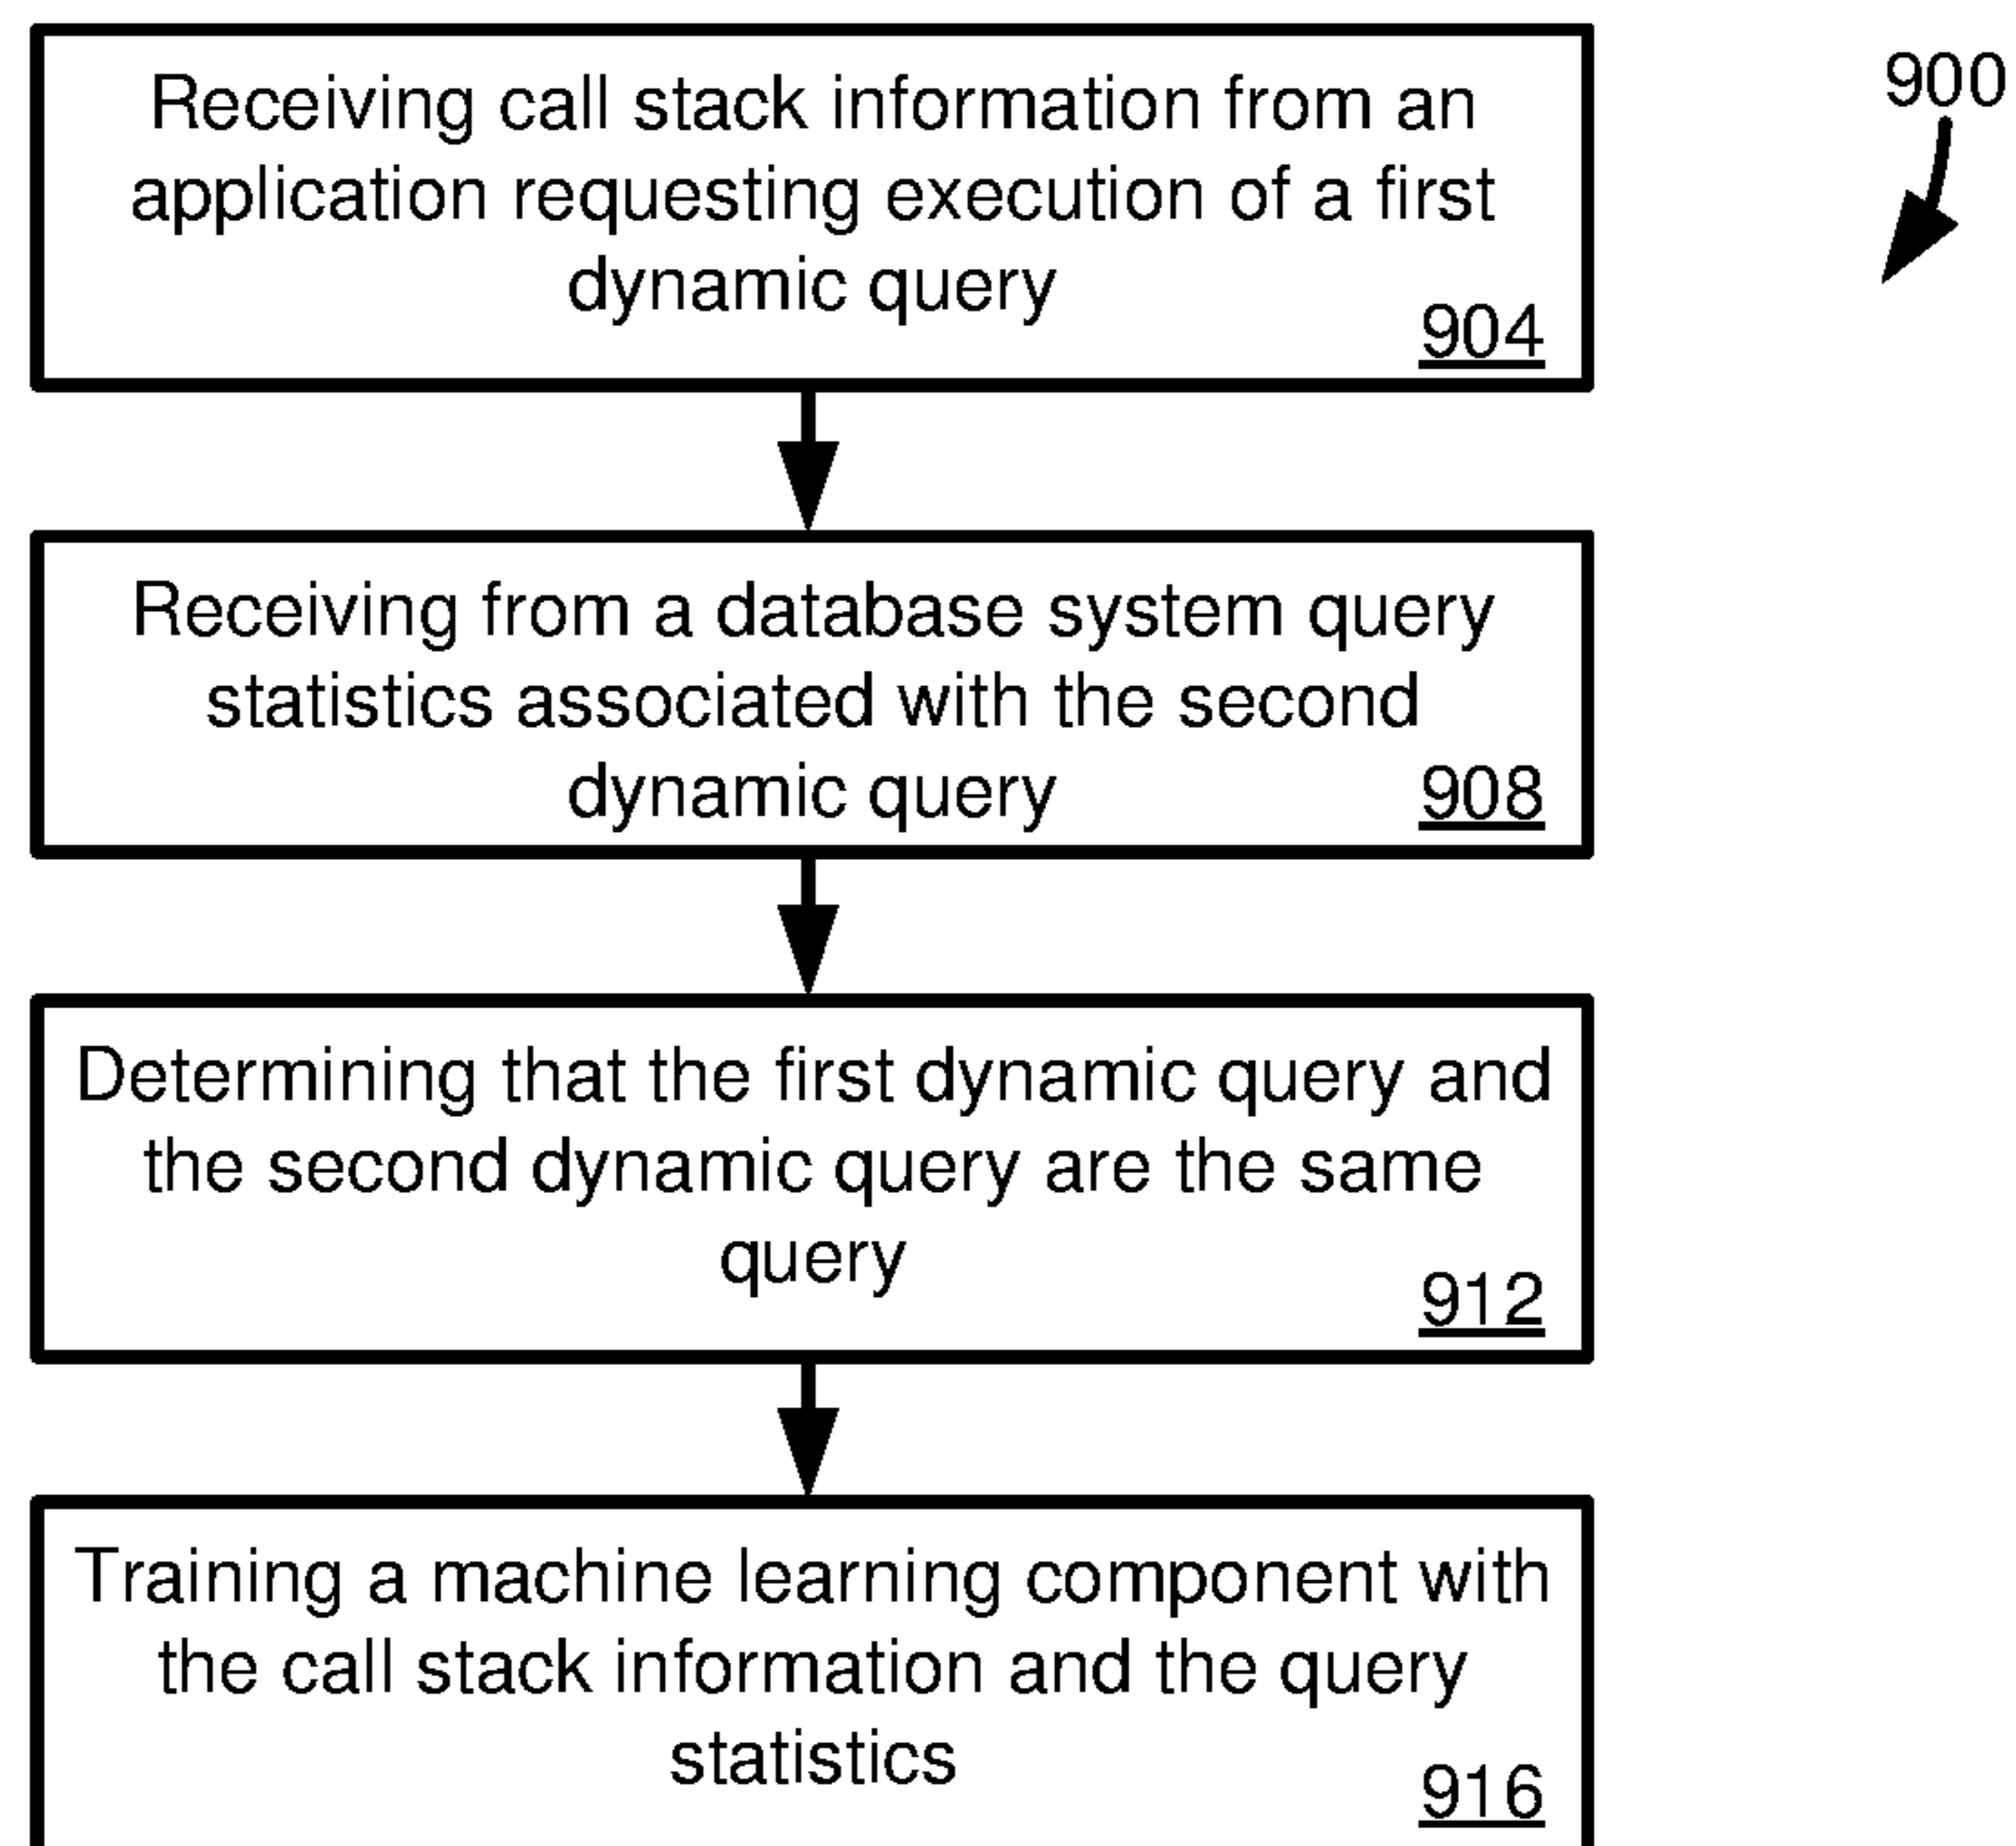 Receiving call stack information from an
application requesting execution of a first
dynamic query
904
900
Receiving from a database system query
statistics associated with the second
dynamic query
908
Determining that the first dynamic query and
the second dynamic query are the same
query
912
Training a machine learning component with
the call stack information and the query
statistics
916